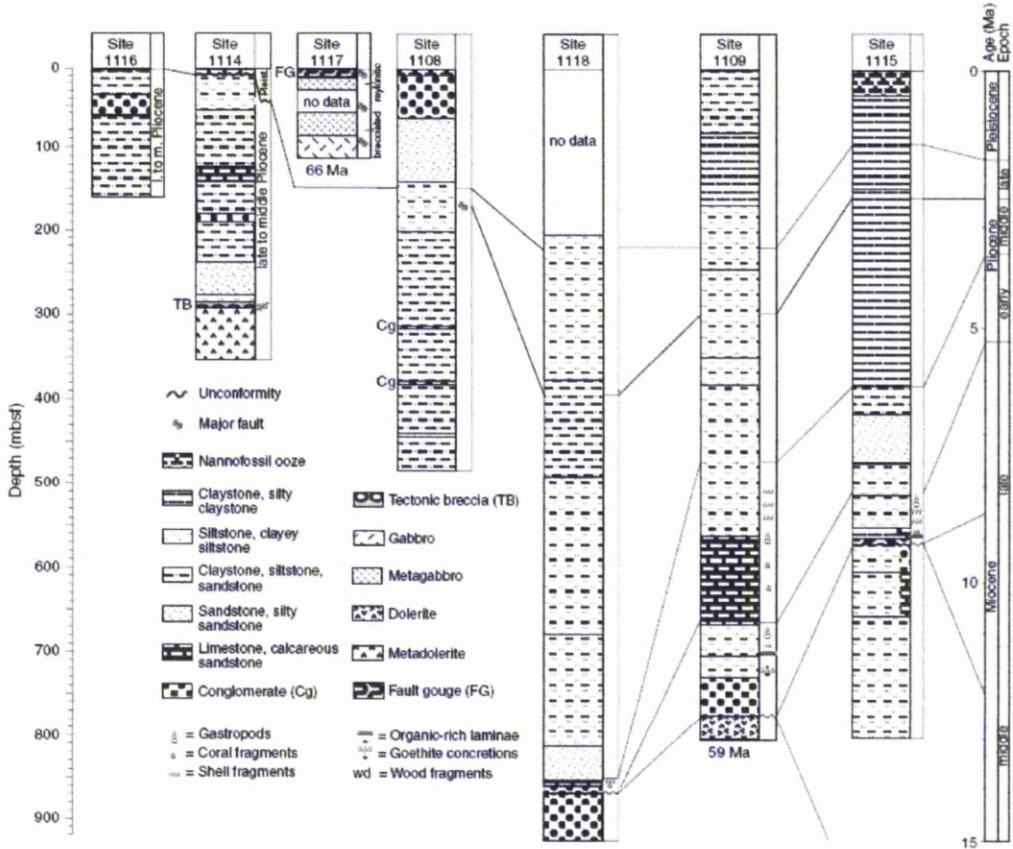 Site 1116
Site 1114
Site 1117
Site 1108
Site 1118
Site 1109
Site 1115
Age (Ma)
Epoch
Depth (mbsf)
0
100
200
300
400
500
600
700
800
900
l. to m. Pliocene
Pleist.
late to middle Pliocene
TB
FG
no data
mylonitic
brecciated
66 Ma
Cg
Cg
no data
59 Ma
0
5
10
15
Pleistocene
Pliocene
late
middle
early
Miocene
late
middle
Unconformity
Major fault
Nannofossil ooze
Claystone, silty
claystone
Siltstone, clayey
siltstone
Claystone, siltstone,
sandstone
Sandstone, silty
sandstone
Limestone, calcareous
sandstone
Conglomerate (Cg)
Tectonic breccia (TB)
Gabbro
Metagabbro
Dolerite
Metadolerite
Fault gouge (FG)
= Gastropods
= Coral fragments
= Shell fragments
= Organic-rich laminae
= Goethite concretions
wd = Wood fragments